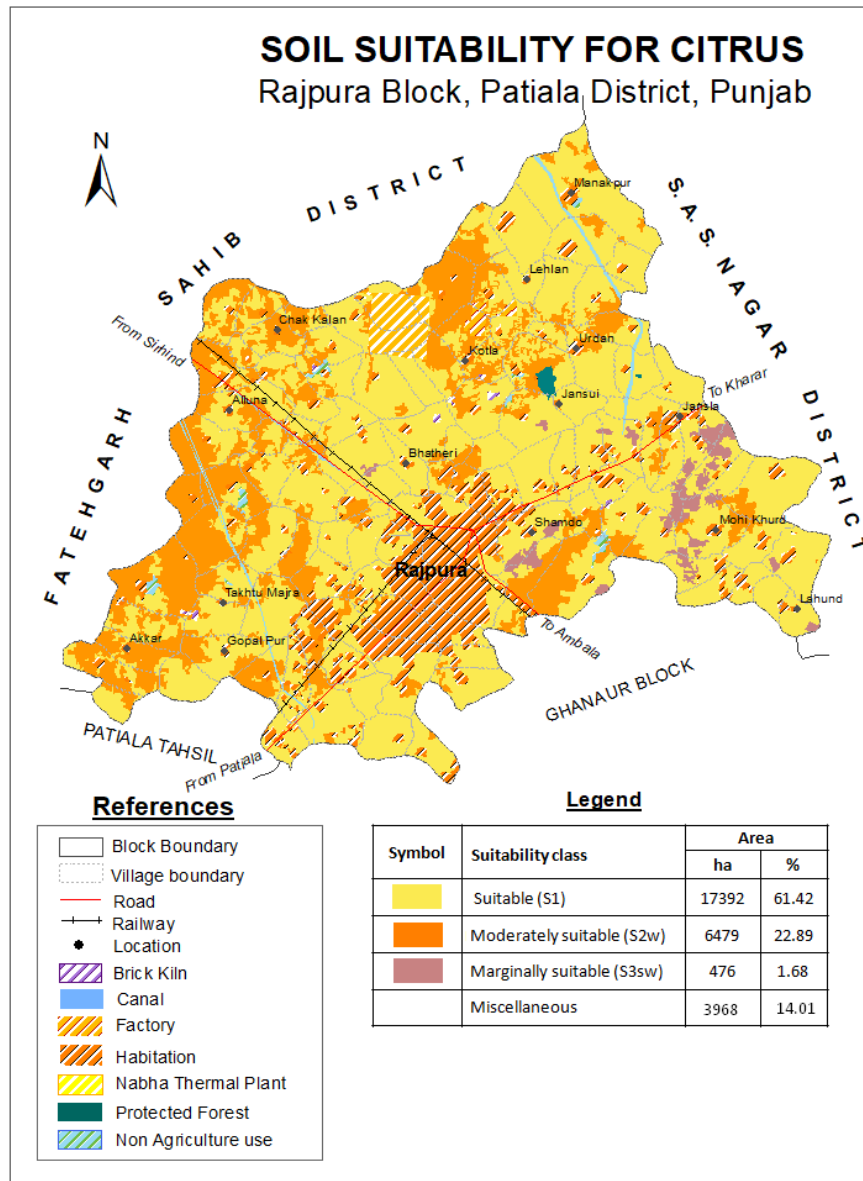 SOIL SUITABILITY FOR CITRUS
Rajpura Block, Patiala District, Punjab
N
SAHIB DISTRICT
S.A.S. NAGAR DISTRICT
FATEHGARH
Manakpur
Lehlan
Chak Kalan
From Sirhind
Urdan
Kotla
To Kharar
Jansui
Alluna
Jansla
Bhatheri
Shamdo
Mohi Khurd
Rajpura
Takhtu Majra
Lahund
To Ambala
Akkar
Gopal Pur
GHANAUR BLOCK
PATIALA TAHSIL
From Patiala
References
Block Boundary
Village boundary
Road
Railway
Location
Brick Kiln
Canal
Factory
Habitation
Nabha Thermal Plant
Protected Forest
Non Agriculture use
Legend
Symbol Suitability class Area
ha %
Suitable (S1) 17392 61.42
Moderately suitable (S2w) 6479 22.89
Marginally suitable (S3sw) 476 1.68
Miscellaneous 3968 14.01